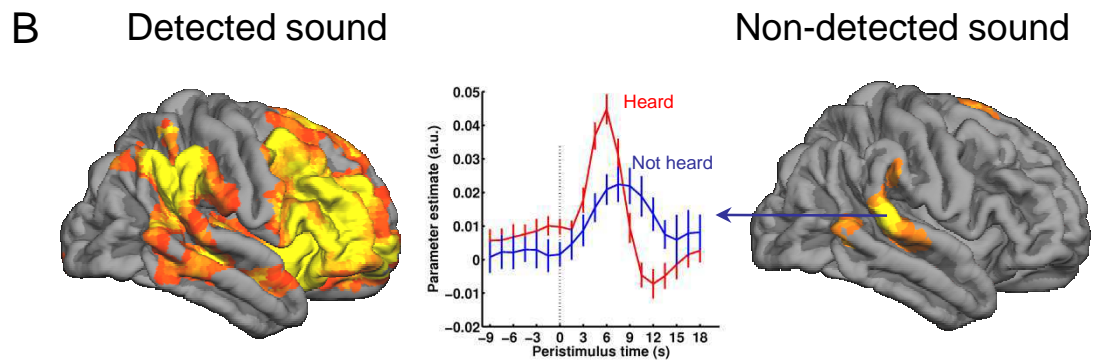 B
Detected sound
Non-detected sound
Parameter estimate (a.u.)
0.05
0.04
0.03
0.02
0.01
0
−0.01
−0.02
Heard
Not heard
−9 −6 −3 0 3 6 9 12 15 18
Peristimulus time (s)